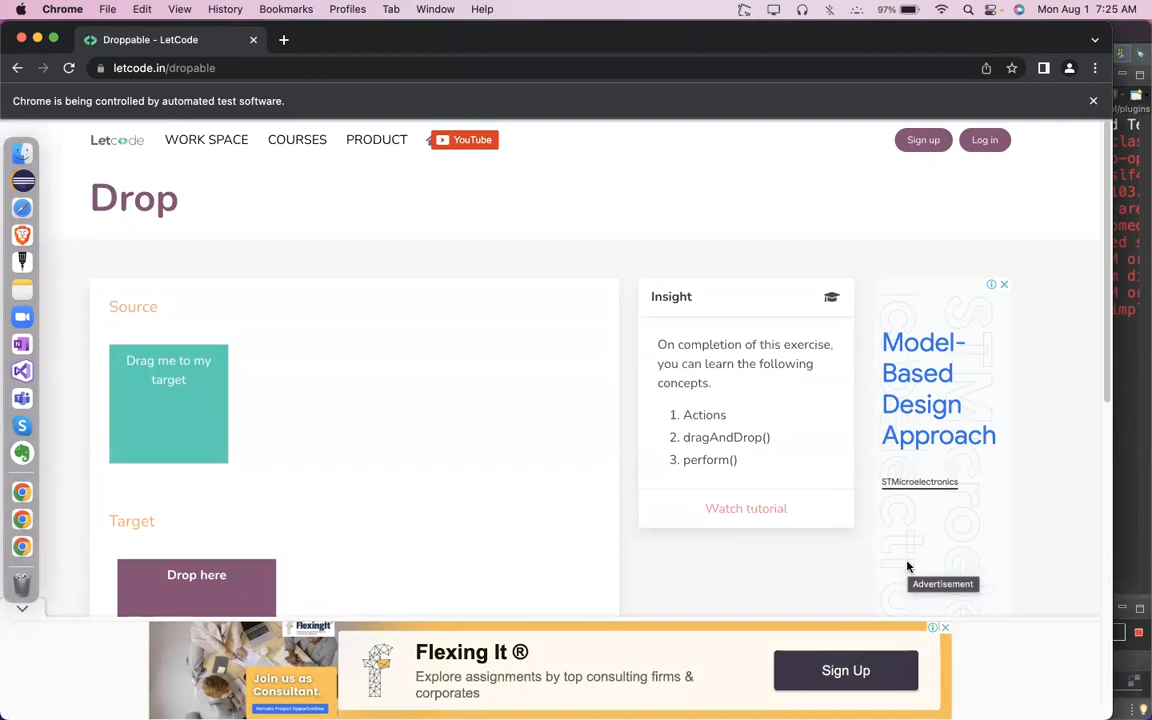 Chrome File Edit View History Bookmarks Profiles Tab Window Help 97% Mon Aug 1 7:25 AM
Droppable - LetCode
letcode.in/dropable
Chrome is being controlled by automated test software.
Letcode WORK SPACE COURSES PRODUCT YouTube Sign up Log in
Drop
Source
Drag me to my
target
Target
Drop here
Insight
On completion of this exercise,
you can learn the following
concepts.
1. Actions
2. dragAndDrop()
3. perform()
Watch tutorial
Model-
Based
Design
Approach
STMicroelectronics
Advertisement
FlexingIt
Join us as
Consultant.
Remote Project Opportunities
Flexing It ®
Explore assignments by top consulting firms &
corporates
Sign Up